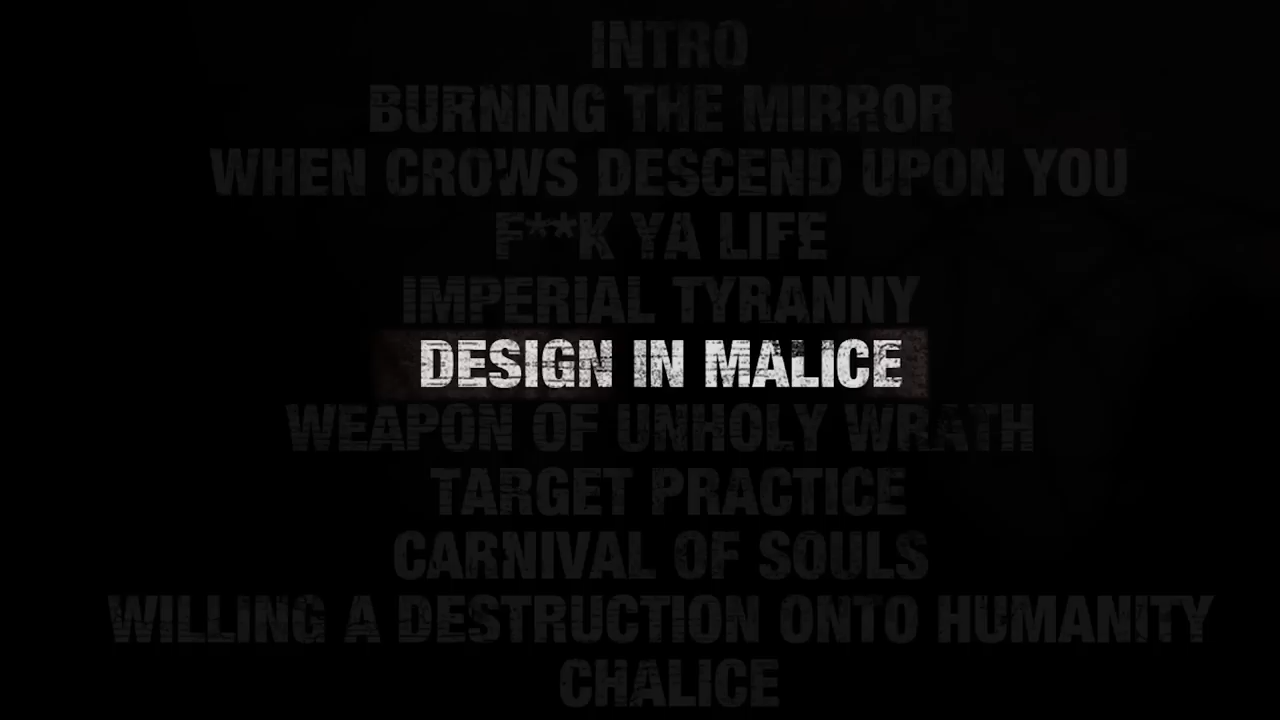 INTRO
BURNING THE MIRROR
WHEN CROWS DESCEND UPON YOU
F**K YA LIFE
IMPERIAL TYRANNY
DESIGN IN MALICE
WEAPON OF UNHOLY WRATH
TARGET PRACTICE
CARNIVAL OF SOULS
WILLING A DESTRUCTION ONTO HUMANITY
CHALICE